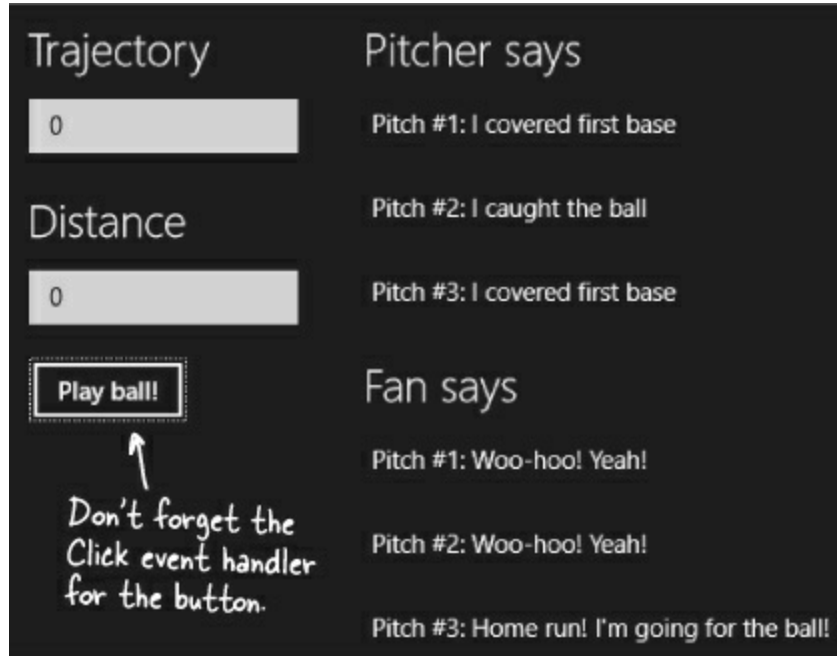 Trajectory
0
Distance
0
Play ball!
Don't forget the
Click event handler
for the button.
Pitcher says
Pitch #1: I covered first base
Pitch #2: I caught the ball
Pitch #3: I covered first base
Fan says
Pitch #1: Woo-hoo! Yeah!
Pitch #2: Woo-hoo! Yeah!
Pitch #3: Home run! I'm going for the ball!